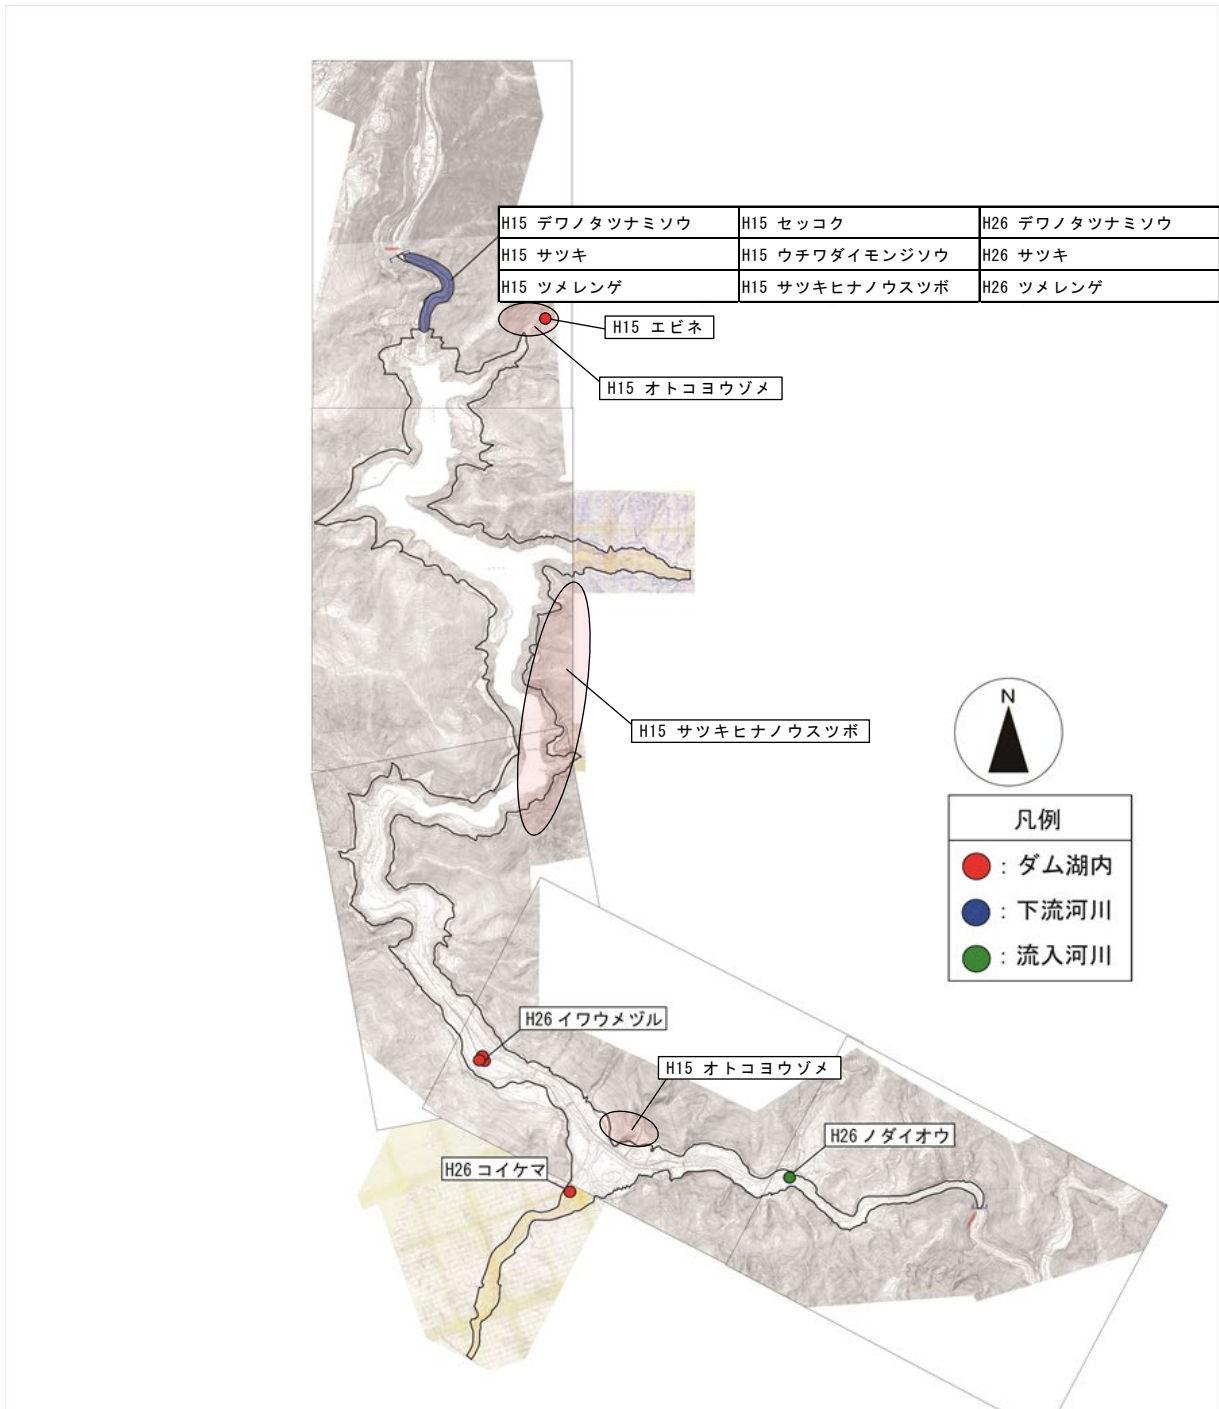 H15 デワノタツナミソウ H15 セッコク H26 デワノタツナミソウ
H15 サツキ H15 ウチワダイモンジソウ H26 サツキ
H15 ツメレンゲ H15 サツキヒナノウスツボ H26 ツメレンゲ
H15 エビネ
H15 オトコヨウゾメ
H15 サツキヒナノウスツボ
N
凡例
：ダム湖内
：下流河川
：流入河川
H26 イワウメヅル
H15 オトコヨウゾメ
H26 ノダイオウ
H26 コイケマ